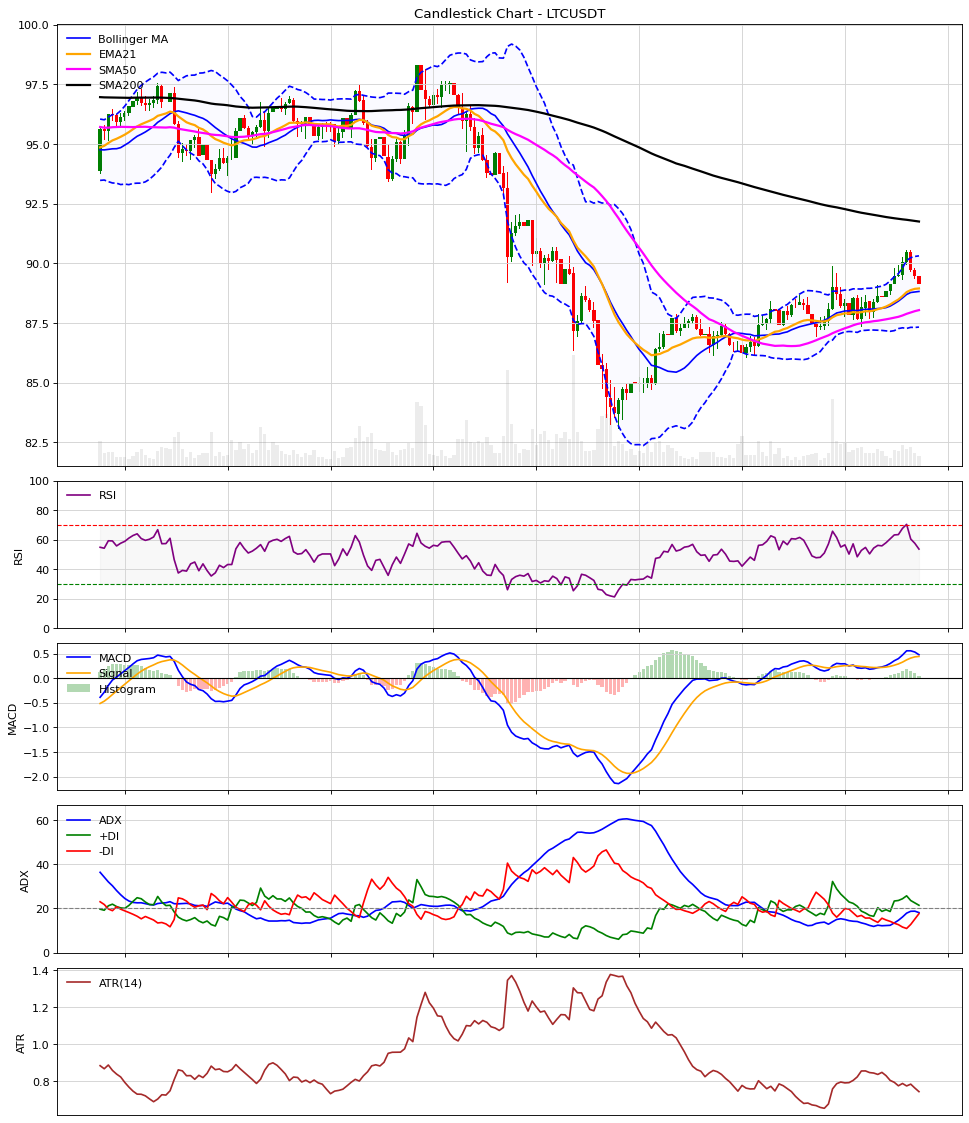 Candlestick Chart - LTCUSDT
100.0
97.5
95.0
92.5
90.0
87.5
85.0
82.5
Bollinger MA
EMA21
SMA50
SMA200
100
80
60
40
20
0
RSI
RSI
0.5
0.0
−0.5
−1.0
−1.5
−2.0
MACD
MACD
Signal
Histogram
60
40
20
0
ADX
ADX
+DI
-DI
1.4
1.2
1.0
0.8
ATR
ATR(14)